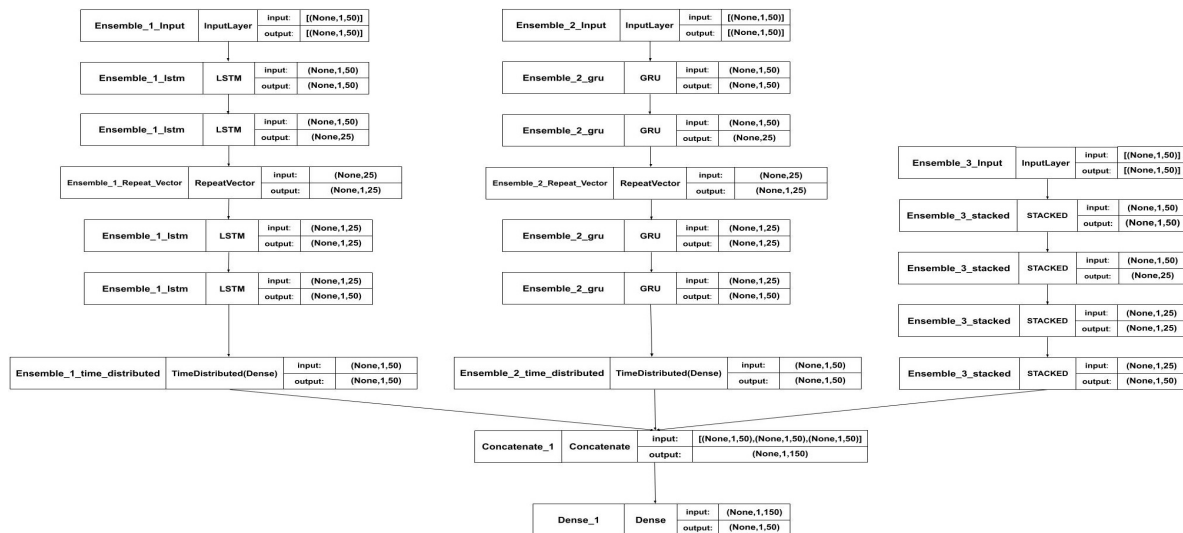 Ensemble_1_Input InputLayer input: [(None,1,50)]
output: [(None,1,50)]
Ensemble_1_lstm LSTM input: (None,1,50)
output: (None,1,50)
Ensemble_1_lstm LSTM input: (None,1,50)
output: (None,25)
Ensemble_1_Repeat_Vector RepeatVector input: (None,25)
output: (None,1,25)
Ensemble_1_lstm LSTM input: (None,1,25)
output: (None,1,25)
Ensemble_1_lstm LSTM input: (None,1,25)
output: (None,1,50)
Ensemble_1_time_distributed TimeDistributed(Dense) input: (None,1,50)
output: (None,1,50)
Ensemble_2_Input InputLayer input: [(None,1,50)]
output: [(None,1,50)]
Ensemble_2_gru GRU input: (None,1,50)
output: (None,1,50)
Ensemble_2_gru GRU input: (None,1,50)
output: (None,25)
Ensemble_2_Repeat_Vector RepeatVector input: (None,25)
output: (None,1,25)
Ensemble_2_gru GRU input: (None,1,25)
output: (None,1,25)
Ensemble_2_gru GRU input: (None,1,25)
output: (None,1,50)
Ensemble_2_time_distributed TimeDistributed(Dense) input: (None,1,50)
output: (None,1,50)
Ensemble_3_Input InputLayer input: [(None,1,50)]
output: [(None,1,50)]
Ensemble_3_stacked STACKED input: (None,1,50)
output: (None,1,50)
Ensemble_3_stacked STACKED input: (None,1,50)
output: (None,25)
Ensemble_3_stacked STACKED input: (None,1,25)
output: (None,1,25)
Ensemble_3_stacked STACKED input: (None,1,25)
output: (None,1,50)
Concatenate_1 Concatenate input: [(None,1,50),(None,1,50),(None,1,50)]
output: (None,1,150)
Dense_1 Dense input: (None,1,150)
output: (None,1,50)